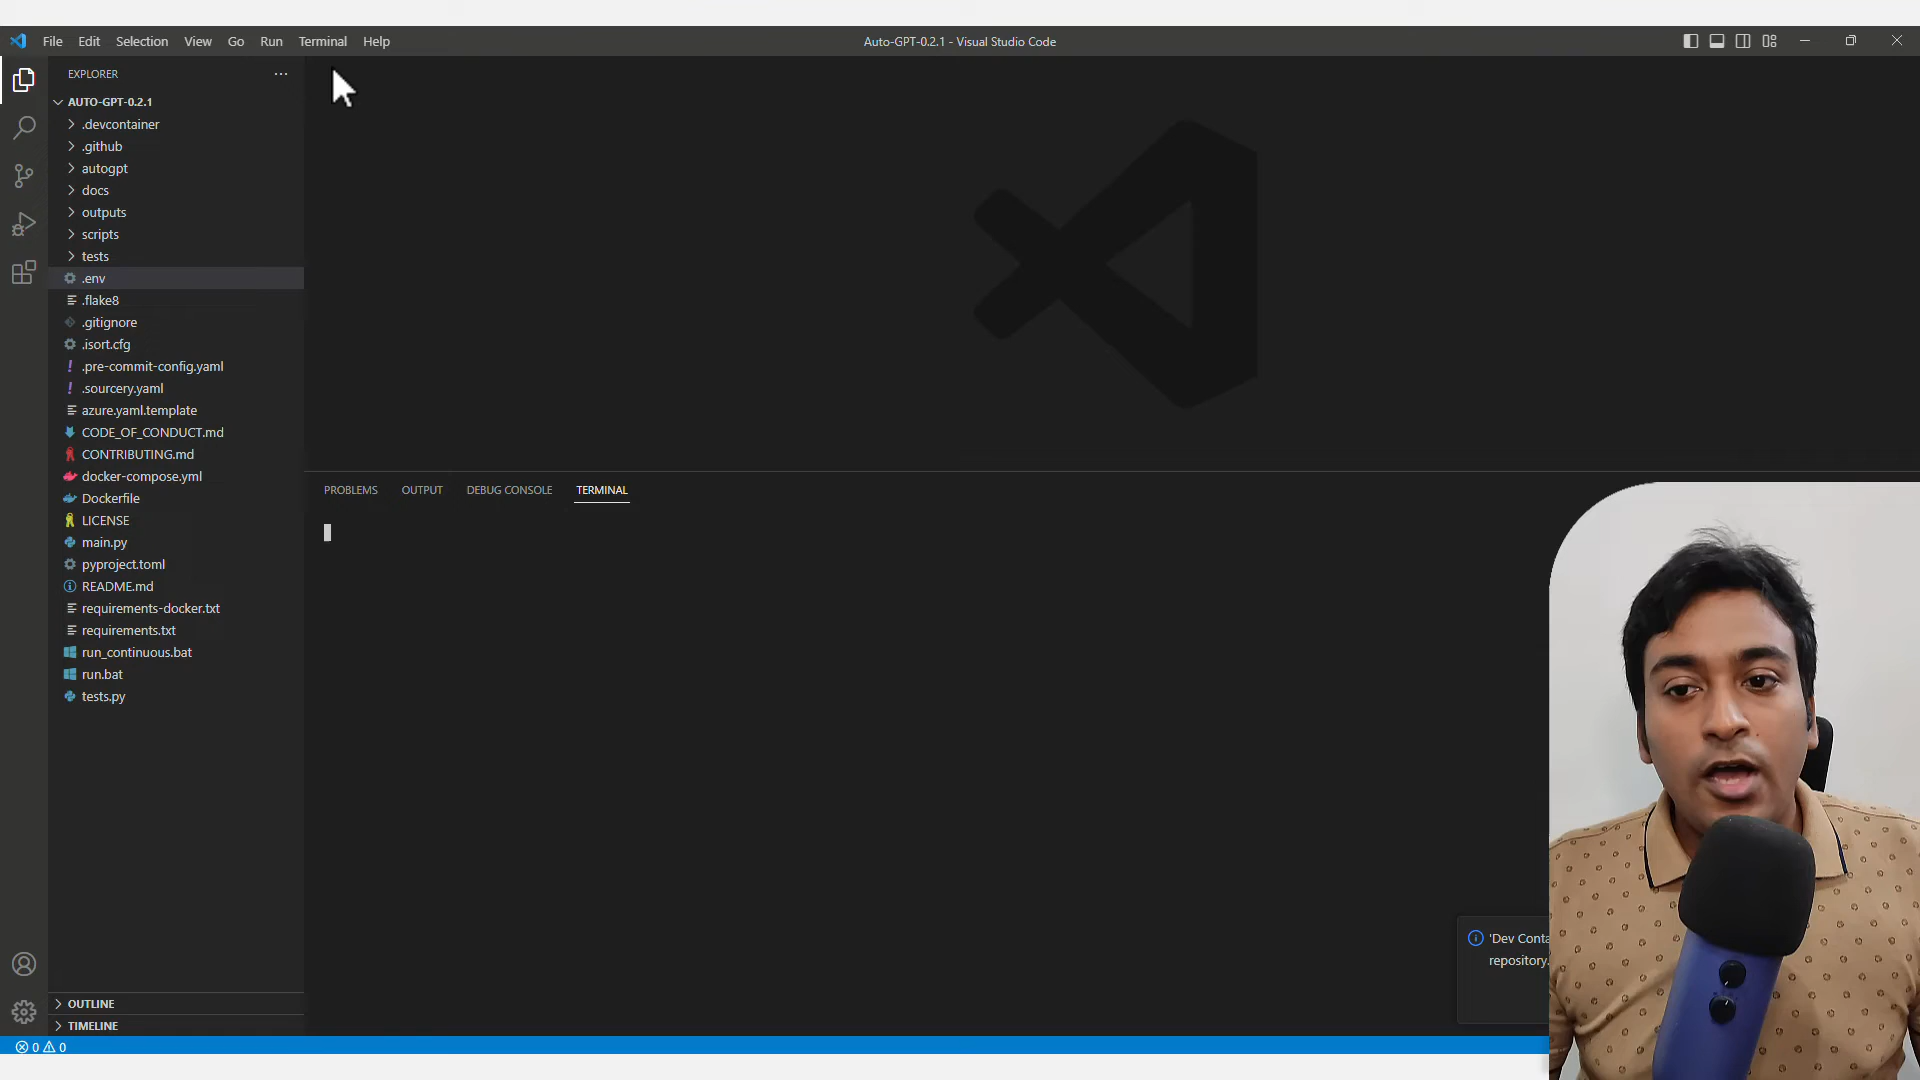 File Edit Selection View Go Run Terminal Help
Auto-GPT-0.2.1 - Visual Studio Code
EXPLORER
AUTO-GPT-0.2.1
.devcontainer
.github
autogpt
docs
outputs
scripts
tests
.env
.flake8
.gitignore
.isort.cfg
.pre-commit-config.yaml
.sourcery.yaml
azure.yaml.template
CODE_OF_CONDUCT.md
CONTRIBUTING.md
docker-compose.yml
Dockerfile
LICENSE
main.py
pyproject.toml
README.md
requirements-docker.txt
requirements.txt
run_continuous.bat
run.bat
tests.py
OUTLINE
TIMELINE
0 0
PROBLEMS OUTPUT DEBUG CONSOLE TERMINAL
'Dev Conta
repository.